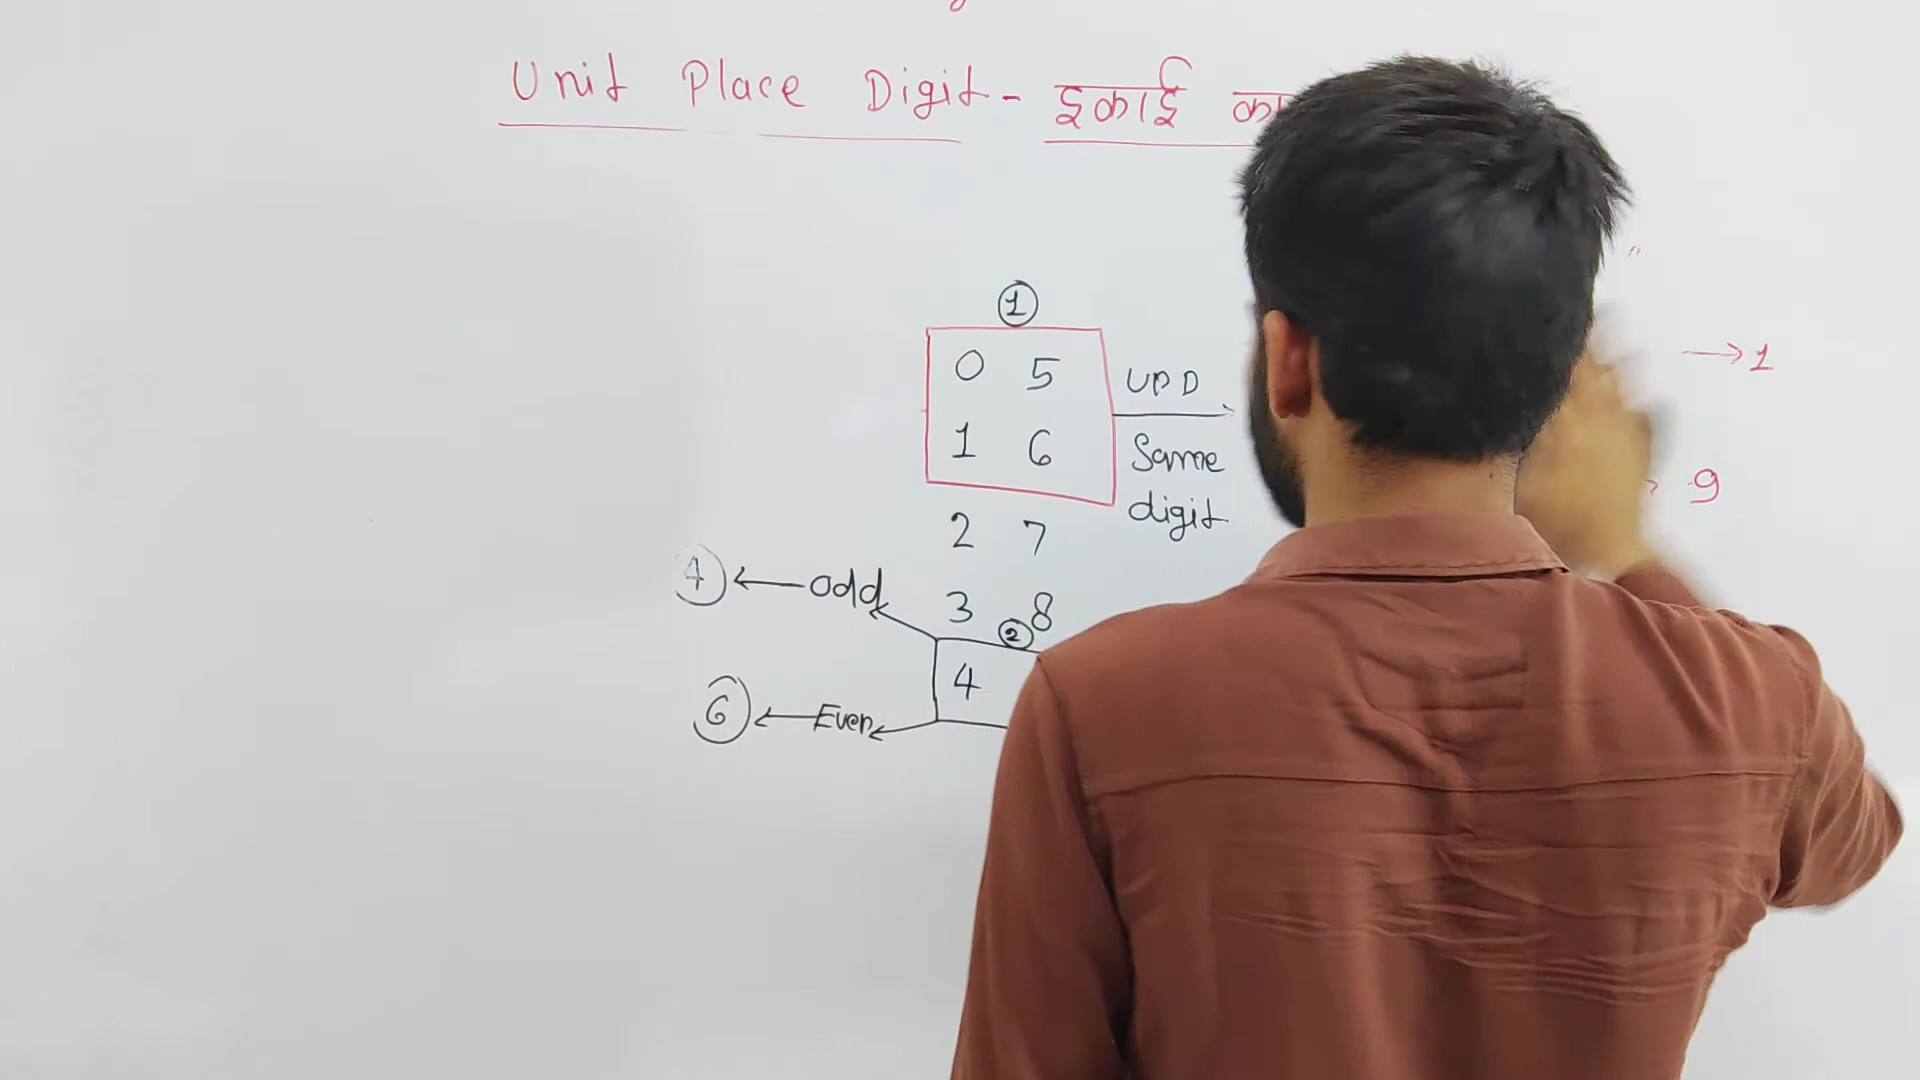 Unit Place Digit - इकाई का
1
0 5
1 6
UPD
Same
digit
2 7
3 8
4
2
Odd
4
Even
6
→ 1
9